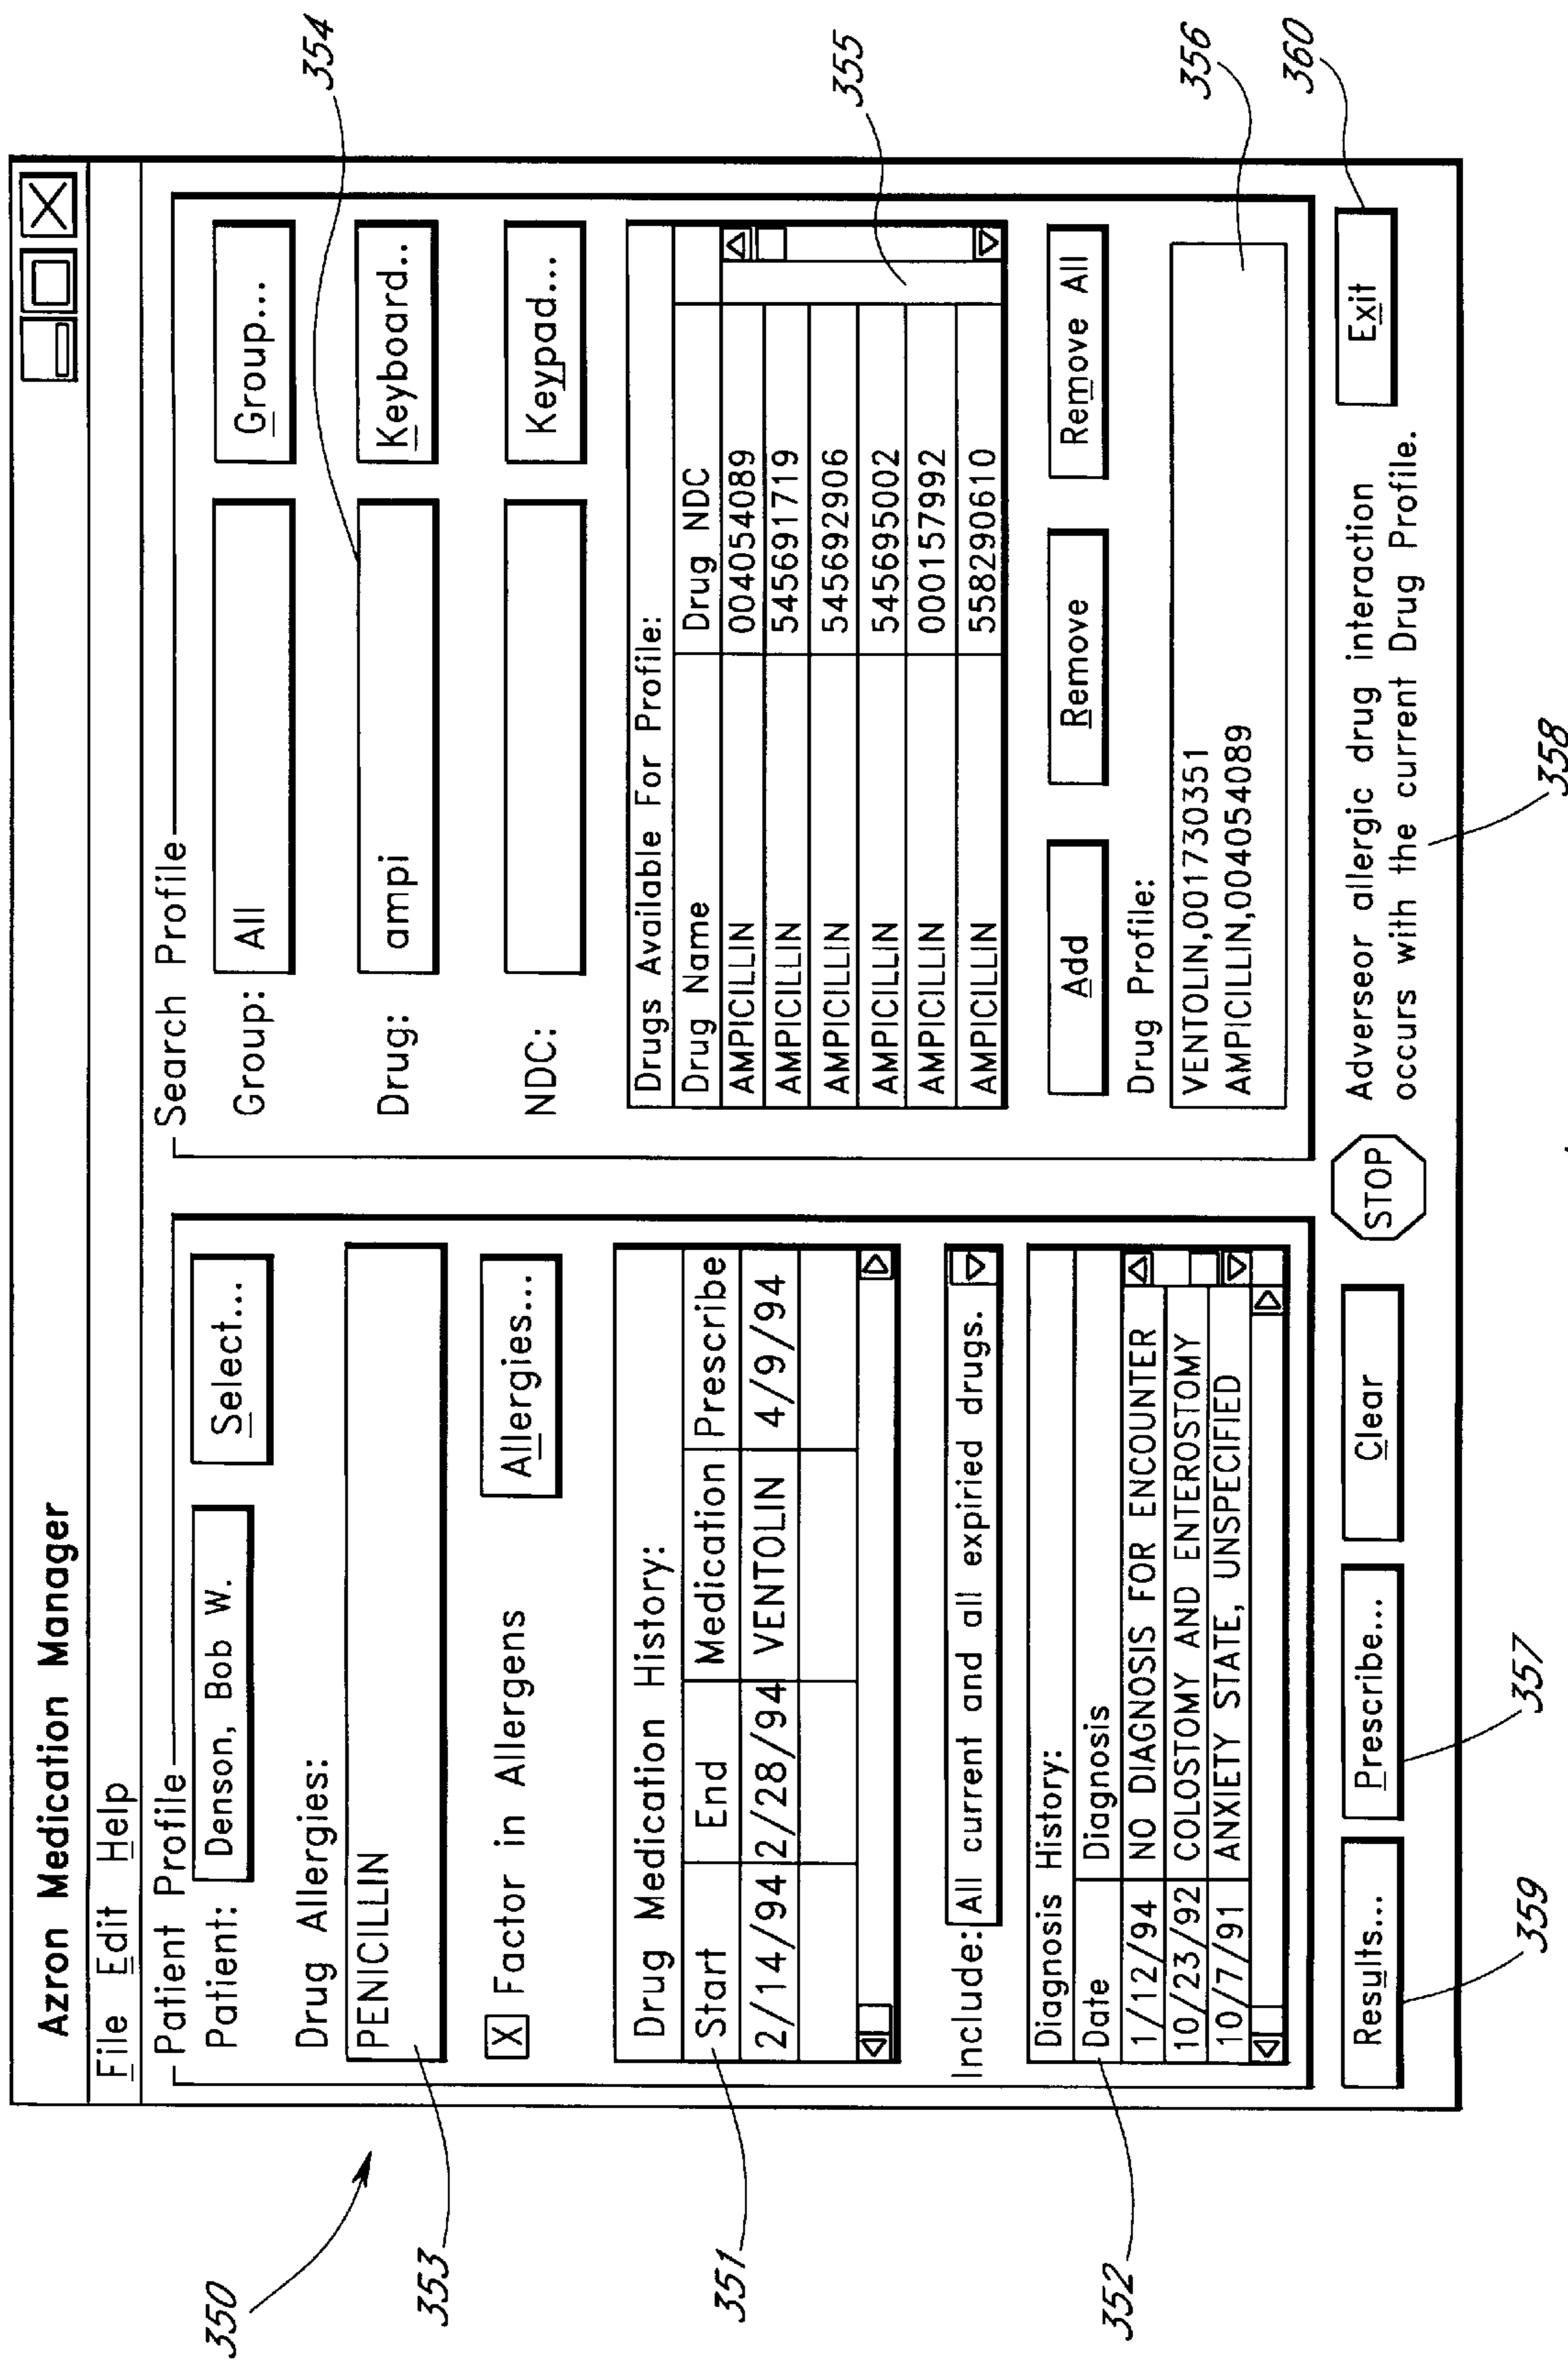 Azron Medication Manager
File Edit Help
Patient Profile
Patient: Denson, Bob W. Select...
Drug Allergies:
PENICILLIN
X Factor in Allergens Allergies...
Drug Medication History:
Start End Medication Prescribe
2/14/94 2/28/94 VENTOLIN 4/9/94
Include: All current and all expiried drugs.
Diagnosis History:
Date Diagnosis
1/12/94 NO DIAGNOSIS FOR ENCOUNTER
10/23/92 COLOSTOMY AND ENTEROSTOMY
10/7/91 ANXIETY STATE, UNSPECIFIED
Search Profile
Group: All Group...
Drug: ampi Keyboard..
NDC: Keypad...
Drugs Available For Profile:
Drug Name Drug NDC
AMPICILLIN 004054089
AMPICILLIN 545691719
AMPICILLIN 545692906
AMPICILLIN 545695002
AMPICILLIN 000157992
AMPICILLIN 558290610
Add Remove Remove All
Drug Profile:
VENTOLIN,001730351
AMPICILLIN,004054089
Results... Prescribe... Clear
STOP
Adverseor allergic drug interaction
occurs with the current Drug Profile.
Exit
350
353
351
352
359
357
358
354
355
356
360